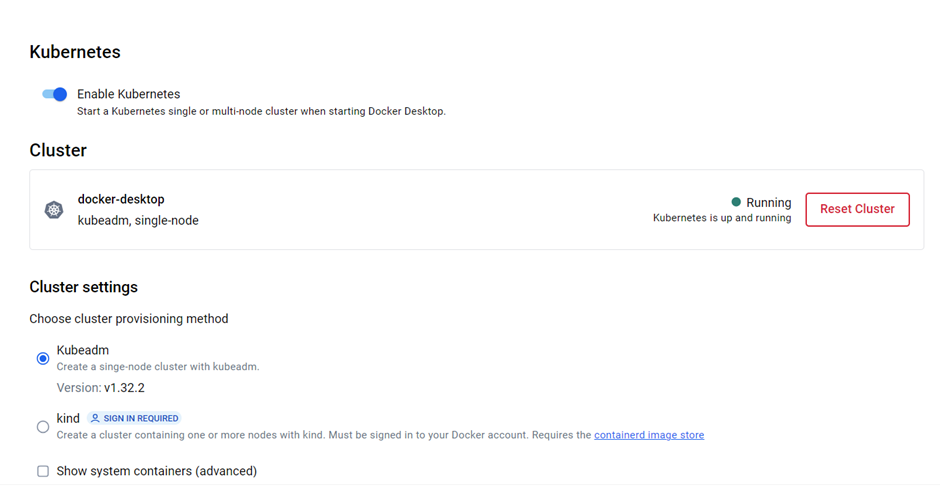 Kubernetes
Enable Kubernetes
Start a Kubernetes single or multi-node cluster when starting Docker Desktop.
Cluster
docker-desktop
kubeadm, single-node
Running
Kubernetes is up and running
Reset Cluster
Cluster settings
Choose cluster provisioning method
Kubeadm
Create a singe-node cluster with kubeadm.
Version: v1.32.2
kind SIGN IN REQUIRED
Create a cluster containing one or more nodes with kind. Must be signed in to your Docker account. Requires the containerd image store
Show system containers (advanced)